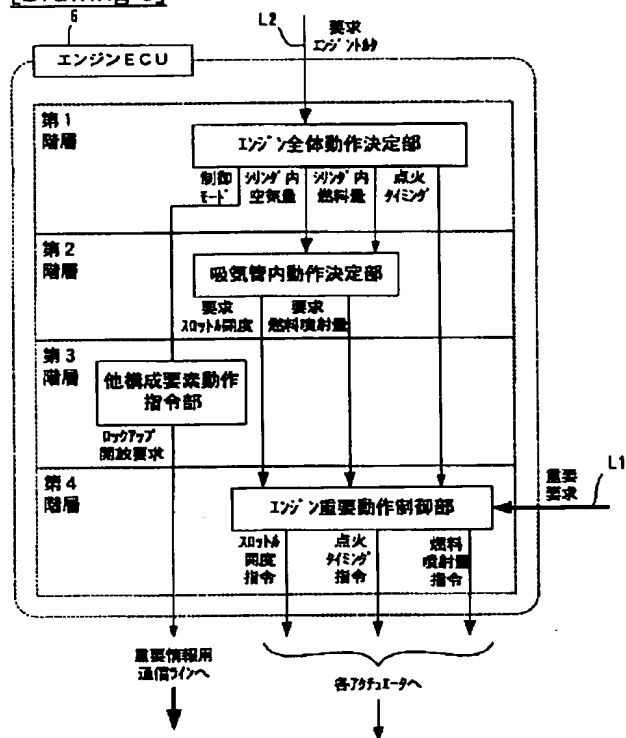 [Drawing 3]
6
L2
要求
ｴﾝｼﾞﾝﾄﾙｸ
エンジンＥＣＵ
第１
階層
ｴﾝｼﾞﾝ全体動作決定部
制御
ﾓｰﾄﾞ
ｼﾘﾝﾀﾞ内
空気量
ｼﾘﾝﾀﾞ内
燃料量
点火
ﾀｲﾐﾝｸﾞ
第２
階層
吸気管内動作決定部
要求
ｽﾛｯﾄﾙ開度
要求
燃料噴射量
第３
階層
他構成要素動作
指令部
ﾛｯｸｱｯﾌﾟ
開放要求
第４
階層
重要
要求
L1
ｴﾝｼﾞﾝ重要動作制御部
ｽﾛｯﾄﾙ
開度
指令
点火
ﾀｲﾐﾝｸﾞ指令
燃料
噴射量
指令
重要情報用
通信ﾗｲﾝへ
各ｱｸﾁｭｴｰﾀへ